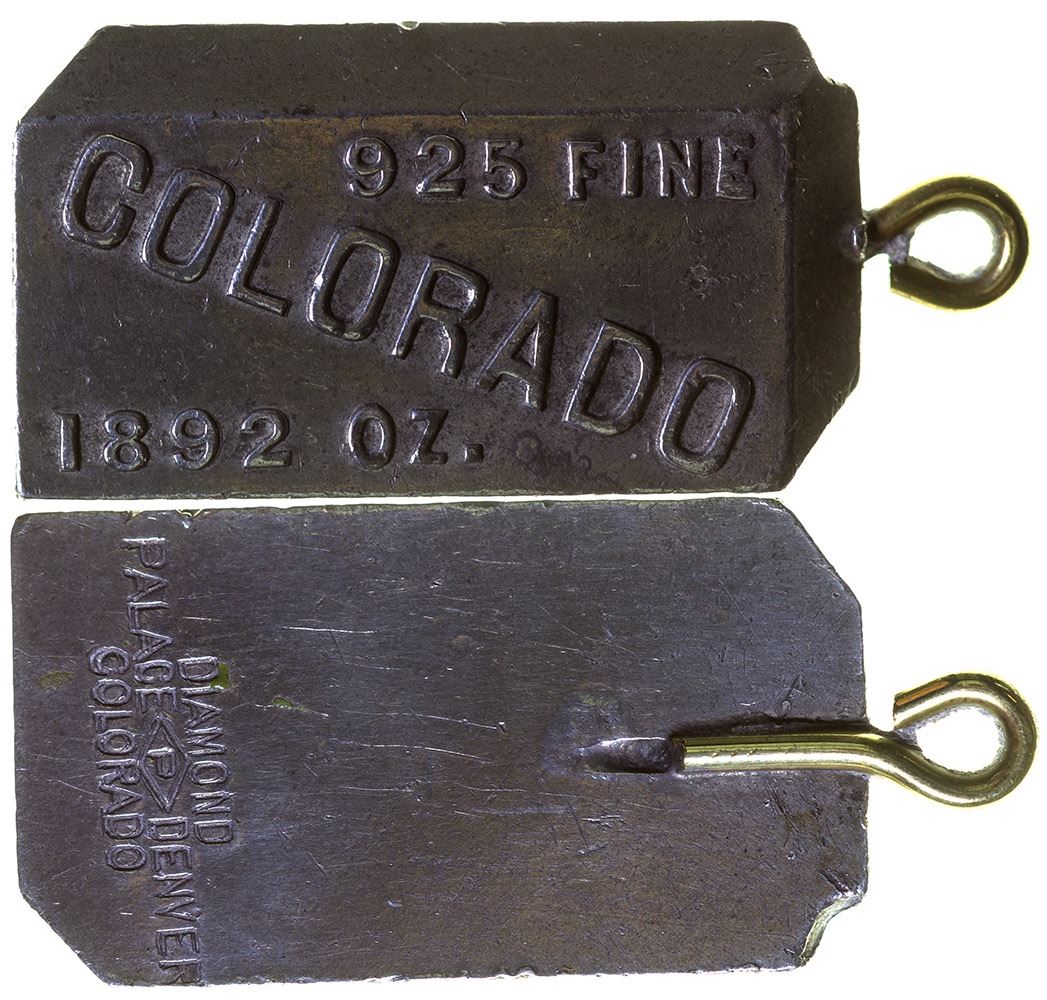 925 FINE
COLORADO
1892 OZ.
DIAMOND
PALACE <P> DENVER
COLORADO